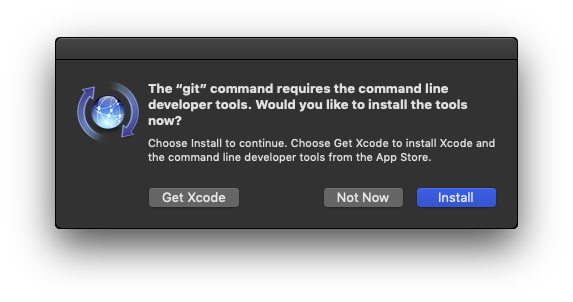 The “git” command requires the command line
developer tools. Would you like to install the tools
now?
Choose Install to continue. Choose Get Xcode to install Xcode and
the command line developer tools from the App Store.
Get Xcode
Not Now
Install